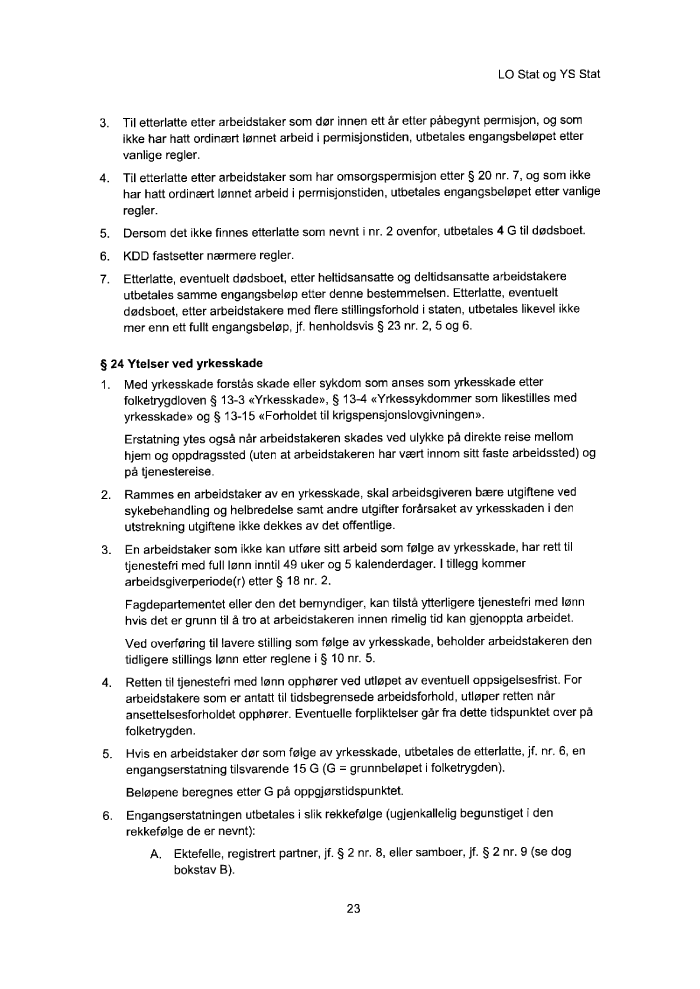 LO Stat og YS Stat
3. Til etterlatte etter arbeidstaker som dør innen ett år etter påbegynt permisjon, og som
ikke har hatt ordinært lønnet arbeid i permisjonstiden, utbetales engangsbeløpet etter
vanlige regler.
4. Til etterlatte etter arbeidstaker som har omsorgspermisjon etter § 20 nr. 7, og som ikke
har hatt ordinært lønnet arbeid i permisjonstiden, utbetales engangsbeløpet etter vanlige
regler.
5. Dersom det ikke finnes etterlatte som nevnt i nr. 2 ovenfor, utbetales 4 G til dødsboet.
6. KDD fastsetter nærmere regler.
7. Etterlatte, eventuelt dødsboet, etter heltidsansatte og deltidsansatte arbeidstakere
utbetales samme engangsbeløp etter denne bestemmelsen. Etterlatte, eventuelt
dødsboet, etter arbeidstakere med flere stillingsforhold i staten, utbetales likevel ikke
mer enn ett fullt engangsbeløp, jf. henholdsvis § 23 nr. 2, 5 og 6.
§ 24 Ytelser ved yrkesskade
1. Med yrkesskade forstås skade eller sykdom som anses som yrkesskade etter
folketrygdloven § 13-3 «Yrkesskade», § 13-4 «Yrkessykdommer som likestilles med
yrkesskade» og § 13-15 «Forholdet til krigspensjonslovgivningen».
Erstatning ytes også når arbeidstakeren skades ved ulykke på direkte reise mellom
hjem og oppdragssted (uten at arbeidstakeren har vært innom sitt faste arbeidssted) og
på tjenestereise.
2. Rammes en arbeidstaker av en yrkesskade, skal arbeidsgiveren bære utgiftene ved
sykebehandling og helbredelse samt andre utgifter forårsaket av yrkesskaden i den
utstrekning utgiftene ikke dekkes av det offentlige.
3. En arbeidstaker som ikke kan utføre sitt arbeid som følge av yrkesskade, har rett til
tjenestefri med full lønn inntil 49 uker og 5 kalenderdager. I tillegg kommer
arbeidsgiverperiode(r) etter § 18 nr. 2.
Fagdepartementet eller den det bemyndiger, kan tilstå ytterligere tjenestefri med lønn
hvis det er grunn til å tro at arbeidstakeren innen rimelig tid kan gjenoppta arbeidet.
Ved overføring til lavere stilling som følge av yrkesskade, beholder arbeidstakeren den
tidligere stillings lønn etter reglene i § 10 nr. 5.
4. Retten til tjenestefri med lønn opphører ved utløpet av eventuell oppsigelsesfrist. For
arbeidstakere som er antatt til tidsbegrensede arbeidsforhold, utløper retten når
ansettelsesforholdet opphører. Eventuelle forpliktelser går fra dette tidspunktet over på
folketrygden.
5. Hvis en arbeidstaker dør som følge av yrkesskade, utbetales de etterlatte, jf. nr. 6, en
engangserstatning tilsvarende 15 G (G = grunnbeløpet i folketrygden).
Beløpene beregnes etter G på oppgjørstidspunktet.
6. Engangserstatningen utbetales i slik rekkefølge (ugjenkallelig begunstiget i den
rekkefølge de er nevnt):
A. Ektefelle, registrert partner, jf. § 2 nr. 8, eller samboer, jf. § 2 nr. 9 (se dog
bokstav B).
23